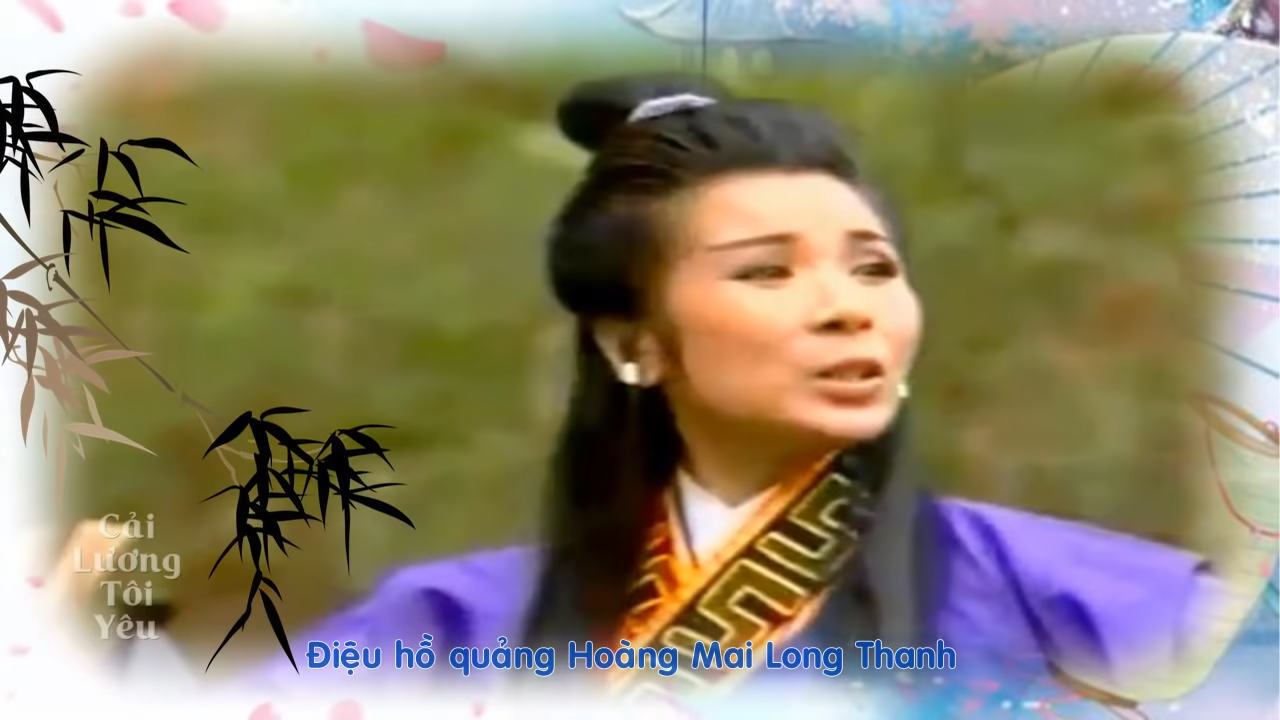 Cải
Lương
Tôi
Yêu
Điệu hồ quảng Hoàng Mai Long Thanh